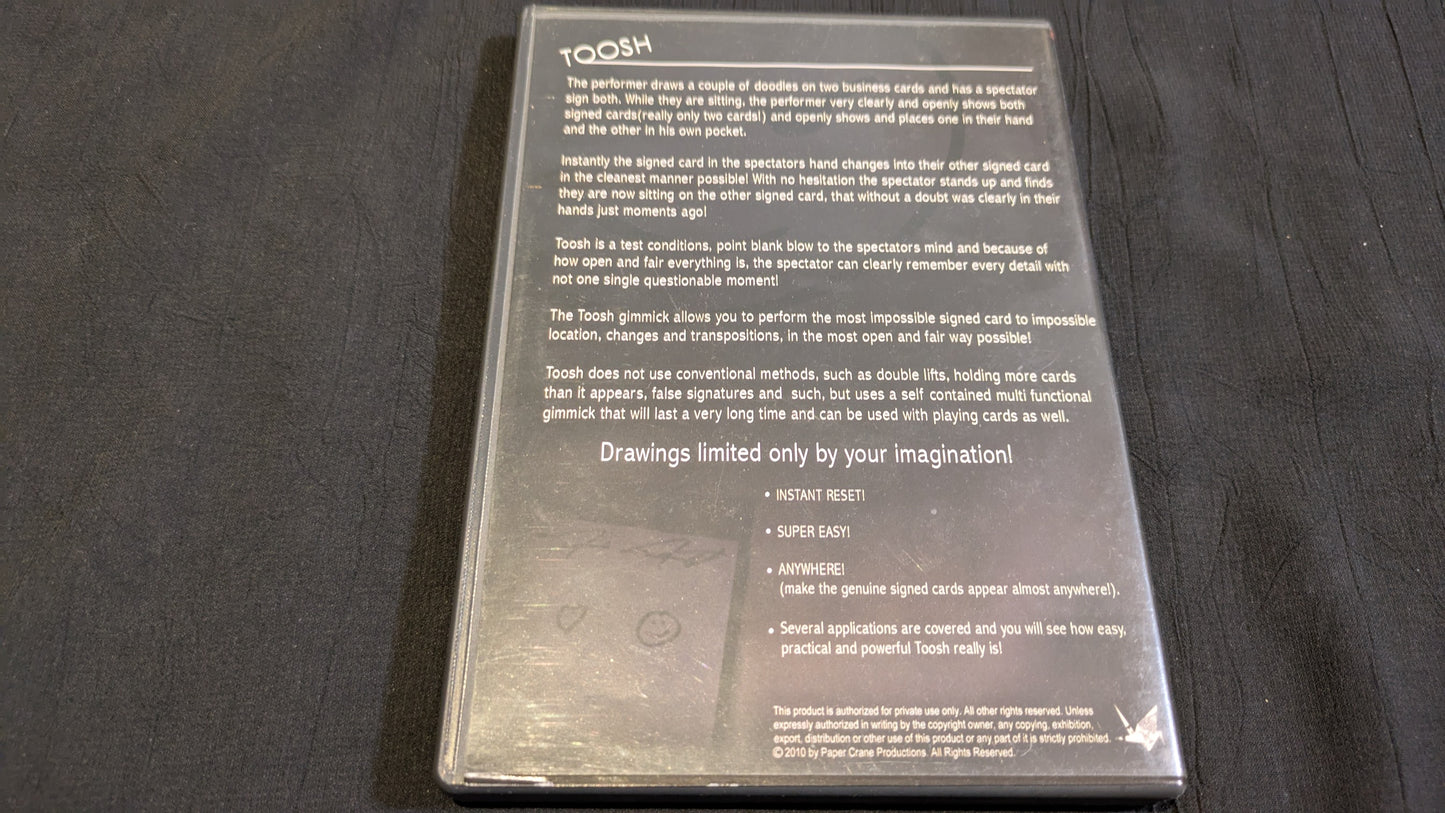 TOOSH
The performer draws a couple of doodles on two business cards and has a spectator
sign both. While they are sitting, the performer very clearly and openly shows both
signed cards(really only two cards!) and openly shows and places one in their hand
and the other in his own pocket.
Instantly the signed card in the spectators hand changes into their other signed card
in the cleanest manner possible! With no hesitation the spectator stands up and finds
they are now sitting on the other signed card, that without a doubt was clearly in their
hands just moments ago!
Toosh is a test conditions, point blank blow to the spectators mind and because of
how open and fair everything is, the spectator can clearly remember every detail with
not one single questionable moment!
The Toosh gimmick allows you to perform the most impossible signed card to impossible
location, changes and transpositions, in the most open and fair way possible!
Toosh does not use conventional methods, such as double lifts, holding more cards
than it appears, false signatures and such, but uses a self contained multi functional
gimmick that will last a very long time and can be used with playing cards as well.
Drawings limited only by your imagination!
• INSTANT RESET!
• SUPER EASY!
• ANYWHERE!
(make the genuine signed cards appear almost anywhere!).
• Several applications are covered and you will see how easy,
practical and powerful Toosh really is!
This product is authorized for private use only. All other rights reserved. Unless
expressly authorized in writing by the copyright owner, any copying, exhibition,
export, distribution or other use of this product or any part of it is strictly prohibited.
© 2010 by Paper Crane Productions. All Rights Reserved.